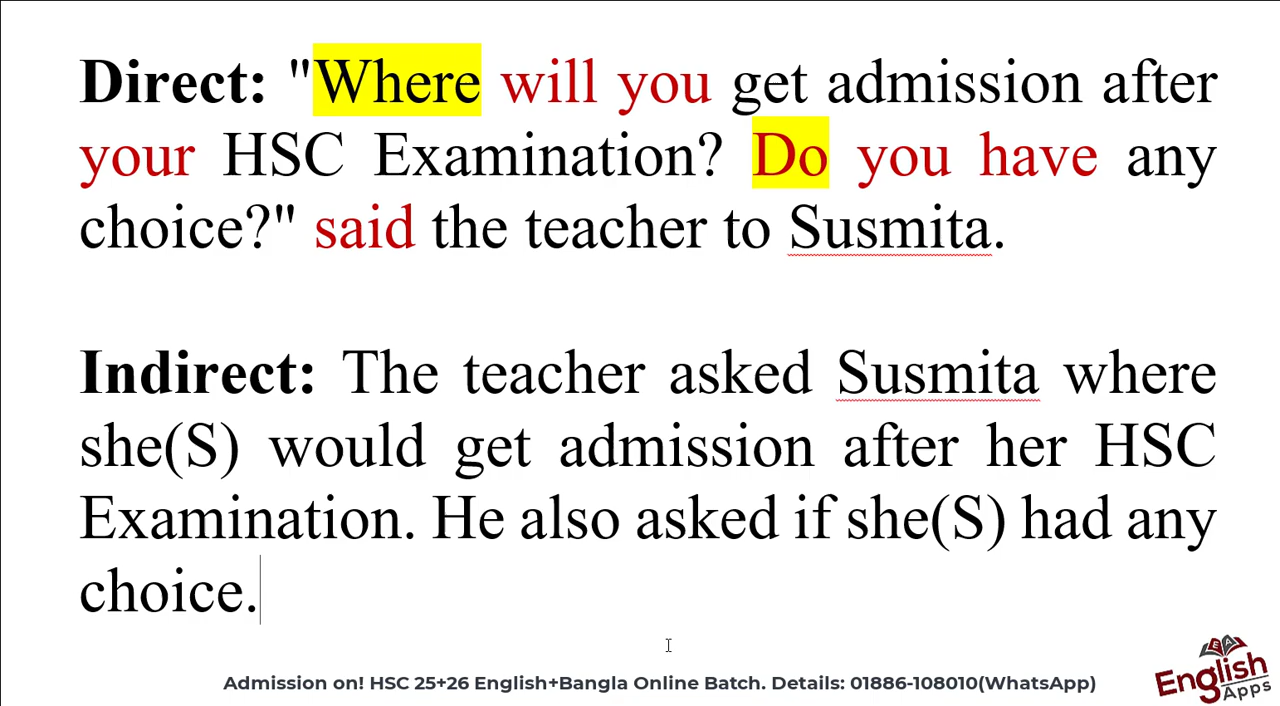 Direct: "Where will you get admission after
your HSC Examination? Do you have any
choice?" said the teacher to Susmita.
Indirect: The teacher asked Susmita where
she(S) would get admission after her HSC
Examination. He also asked if she(S) had any
choice.
Admission on! HSC 25+26 English+Bangla Online Batch. Details: 01886-108010(WhatsApp)
EA
English
Apps